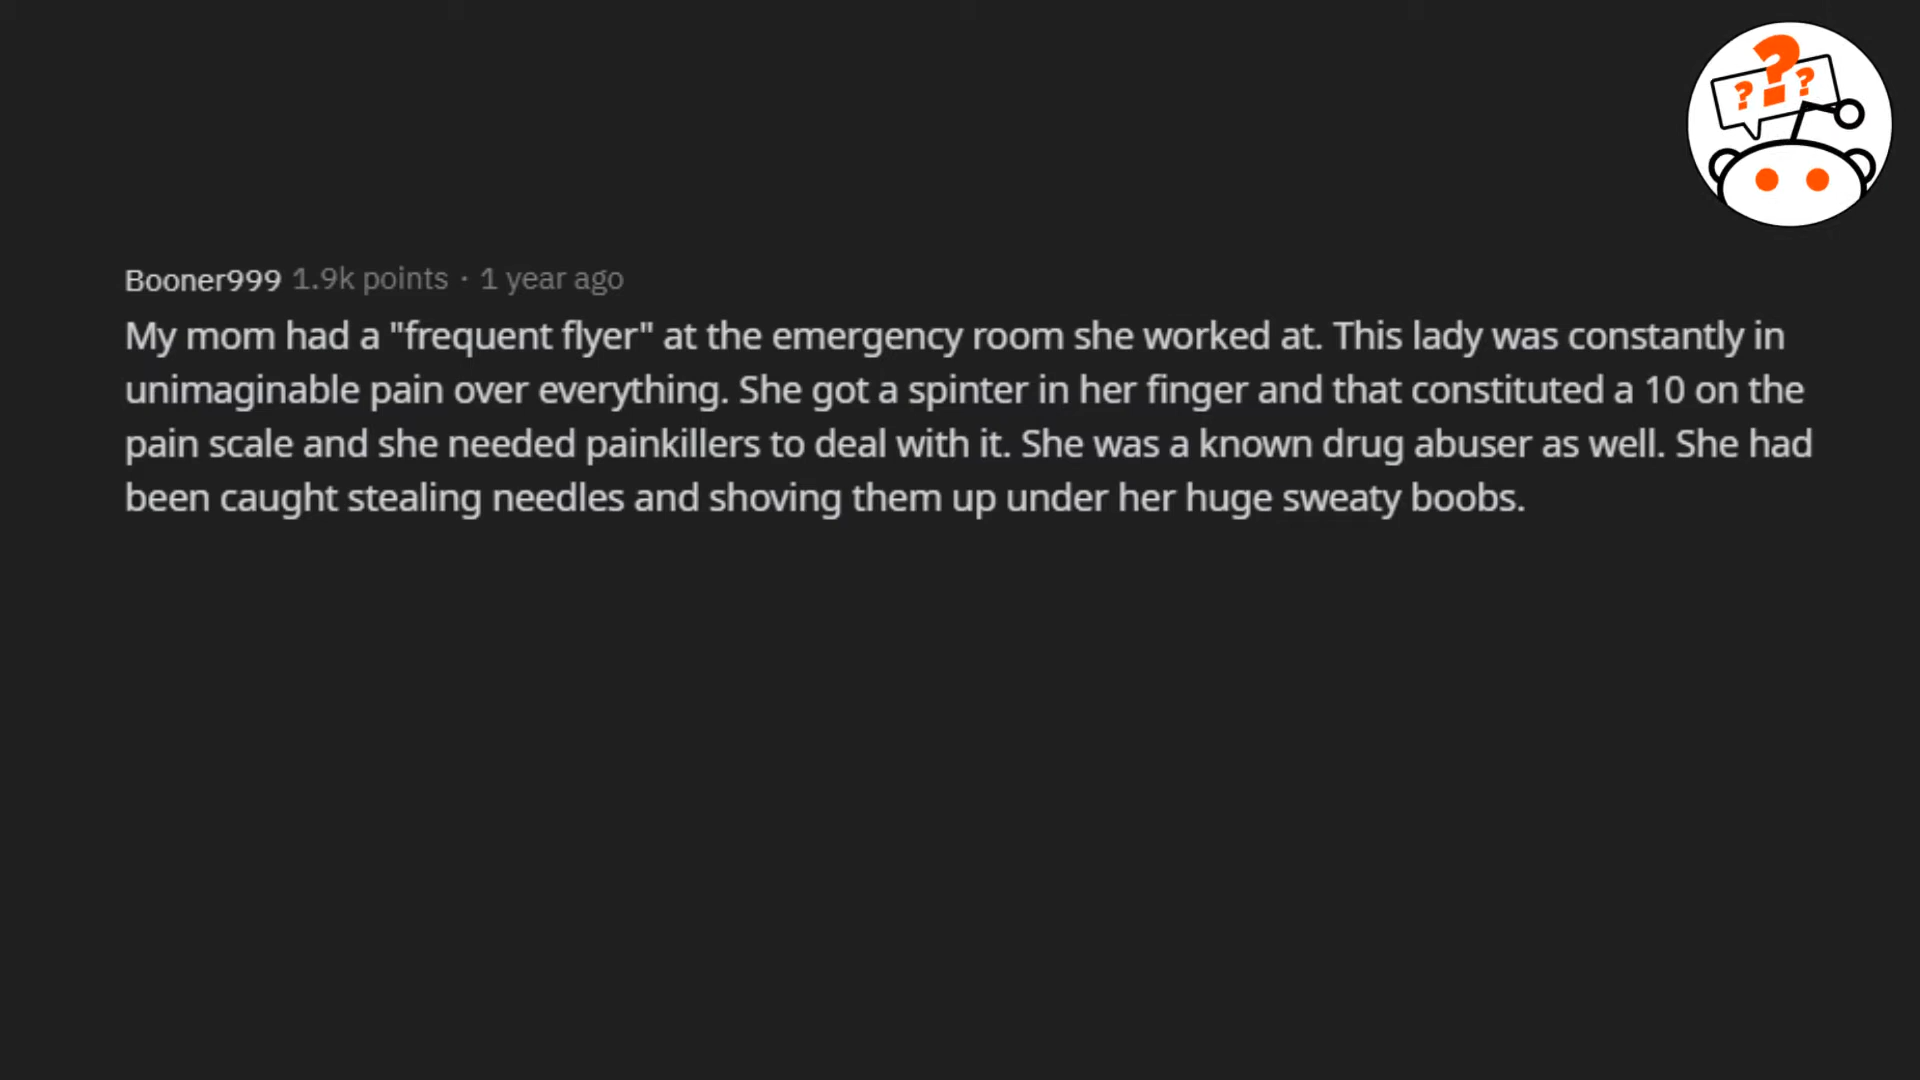 ? ? ?
Booner999 1.9k points · 1 year ago
My mom had a "frequent flyer" at the emergency room she worked at. This lady was constantly in
unimaginable pain over everything. She got a spinter in her finger and that constituted a 10 on the
pain scale and she needed painkillers to deal with it. She was a known drug abuser as well. She had
been caught stealing needles and shoving them up under her huge sweaty boobs.